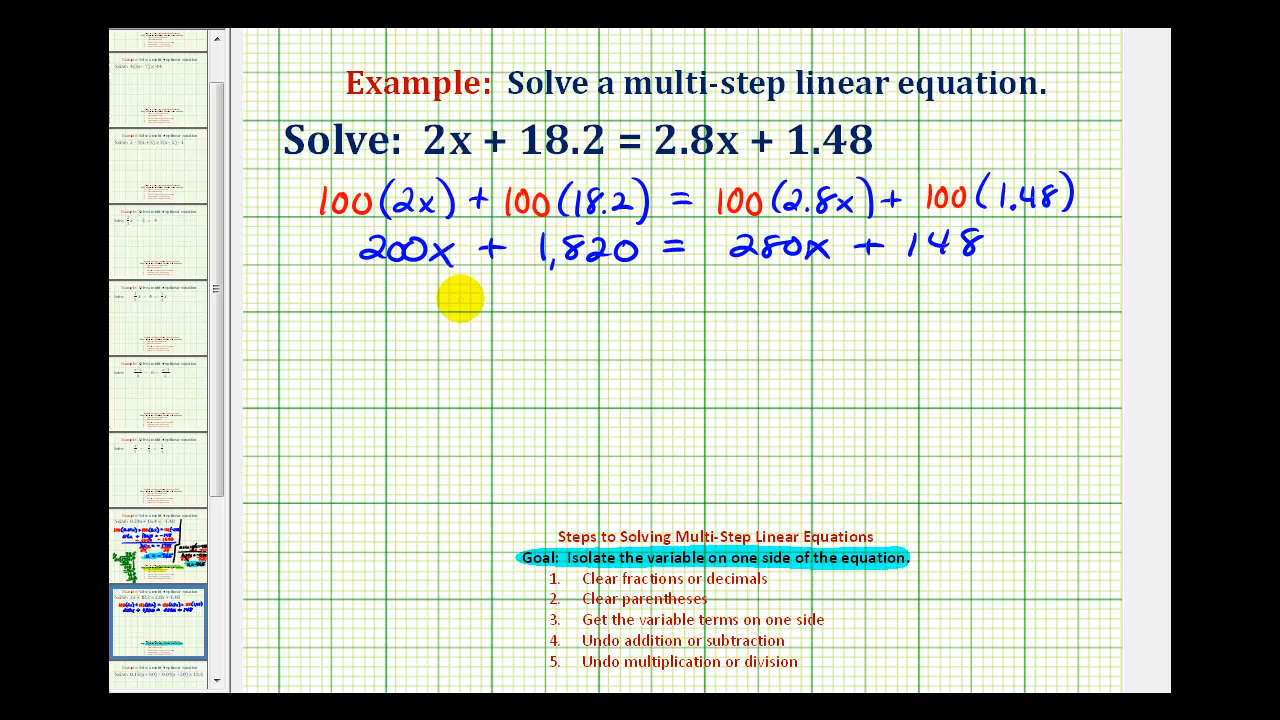 Example: Solve a multi-step linear equation.
Solve: 2x + 18.2 = 2.8x + 1.48
100(2x) + 100(18.2) = 100(2.8x) + 100(1.48)
200x + 1,820 = 280x + 148
Steps to Solving Multi-Step Linear Equations
Goal: Isolate the variable on one side of the equation.
1. Clear fractions or decimals
2. Clear parentheses
3. Get the variable terms on one side
4. Undo addition or subtraction
5. Undo multiplication or division